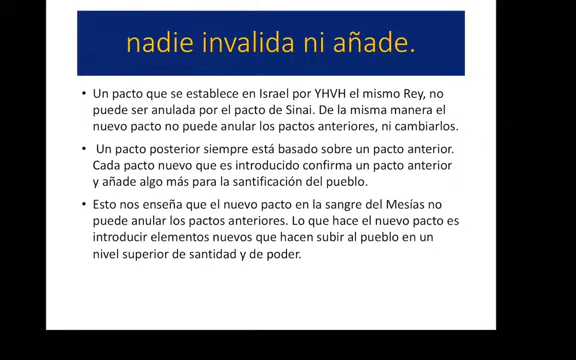 nadie invalida ni añade.
• Un pacto que se establece en Israel por YHVH el mismo Rey, no
puede ser anulada por el pacto de Sinai. De la misma manera el
nuevo pacto no puede anular los pactos anteriores, ni cambiarlos.
• Un pacto posterior siempre está basado sobre un pacto anterior.
Cada pacto nuevo que es introducido confirma un pacto anterior
y añade algo más para la santificación del pueblo.
• Esto nos enseña que el nuevo pacto en la sangre del Mesías no
puede anular los pactos anteriores. Lo que hace el nuevo pacto es
introducir elementos nuevos que hacen subir al pueblo en un
nivel superior de santidad y de poder.